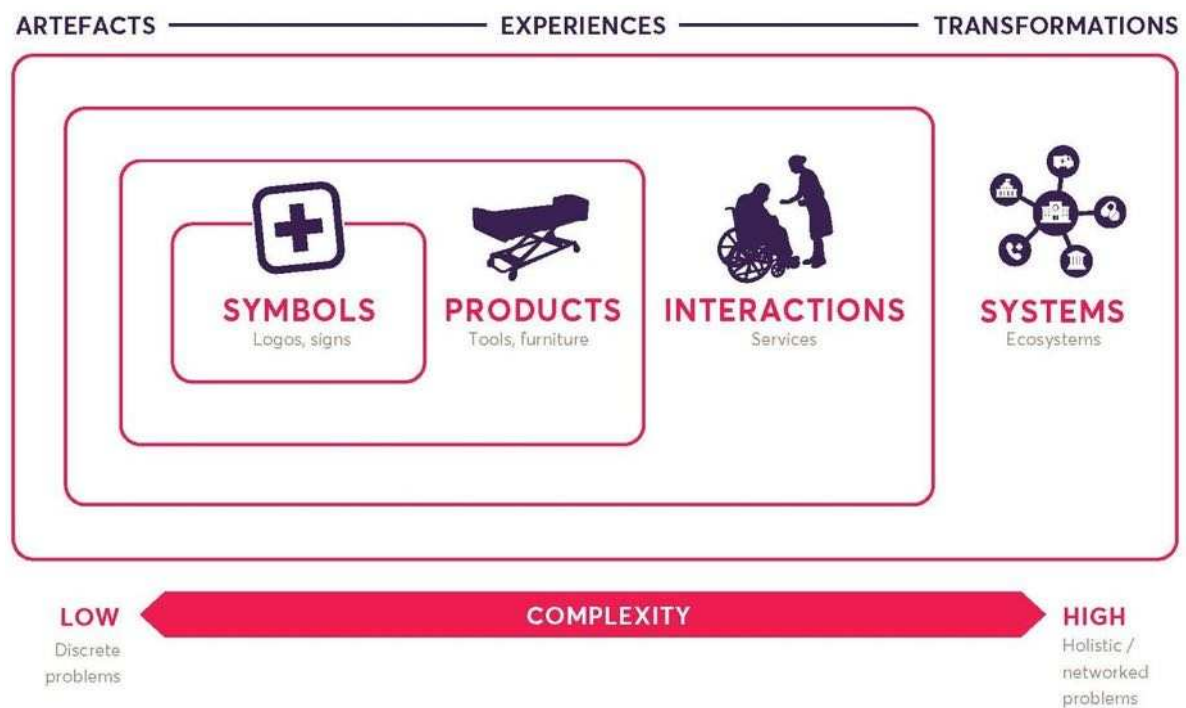 ARTEFACTS EXPERIENCES TRANSFORMATIONS
SYMBOLS PRODUCTS INTERACTIONS SYSTEMS
Logos, signs Tools, furniture Services Ecosystems
LOW COMPLEXITY HIGH
Discrete
problems
Holistic /
networked
problems